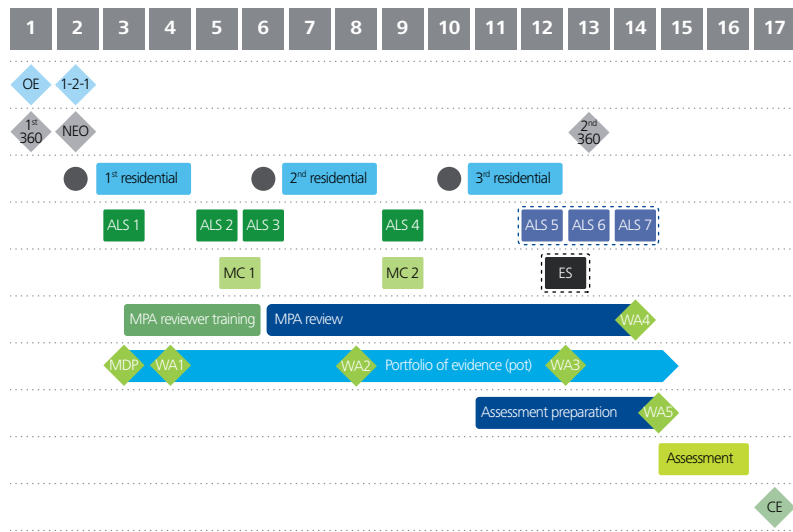 1 2 3 4 5 6 7 8 9 10 11 12 13 14 15 16 17
OE 1-2-1
1st 360 NEO 2nd 360
1st residential 2nd residential 3rd residential
ALS 1 ALS 2 ALS 3 ALS 4 ALS 5 ALS 6 ALS 7
MC 1 MC 2 ES
MPA reviewer training MPA review WA4
MDP WA1 WA2 Portfolio of evidence (pot) WA3
Assessment preparation WA5
Assessment
CE